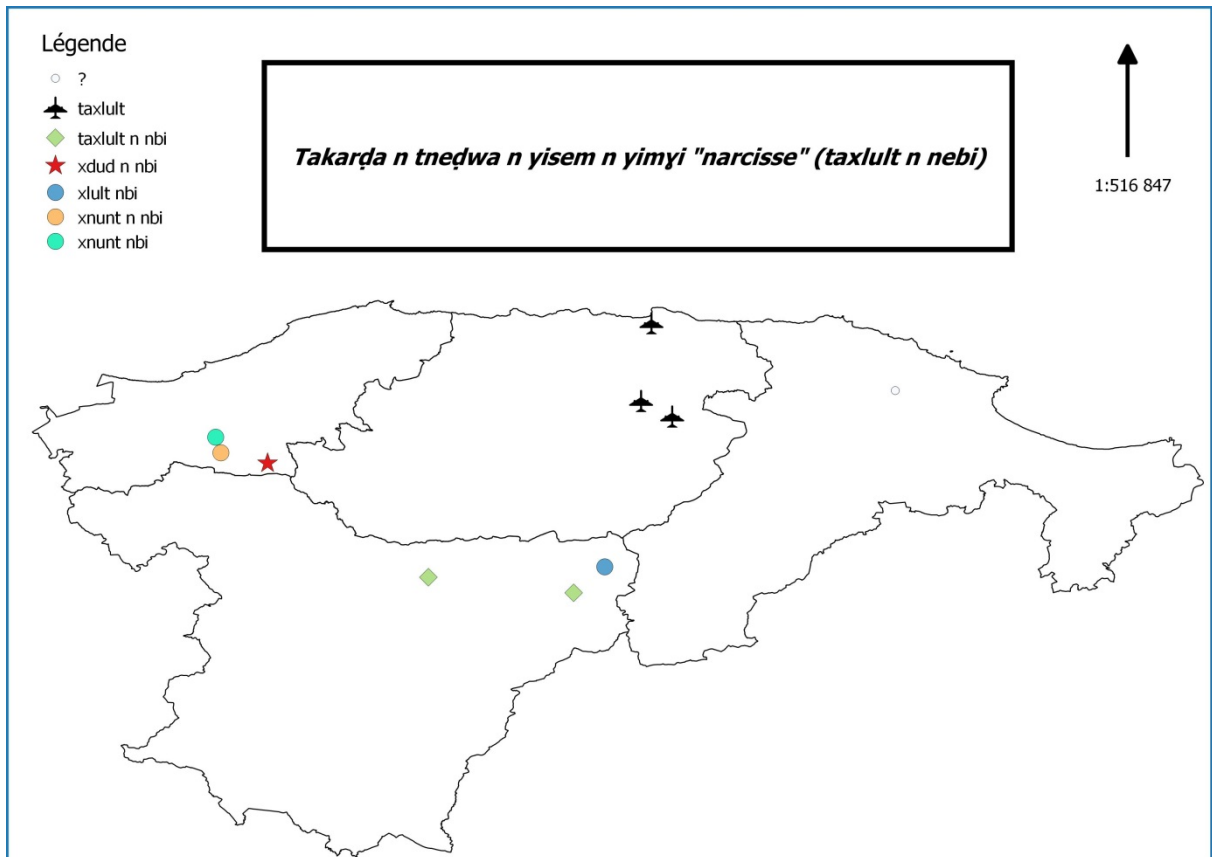 Légende
?
taxlult
taxlult n nbi
xdud n nbi
xlult nbi
xnunt n nbi
xnunt nbi
Takarḍa n tneḍwa n yisem n yimɣi "narcisse" (taxlult n nebi)
1:516 847